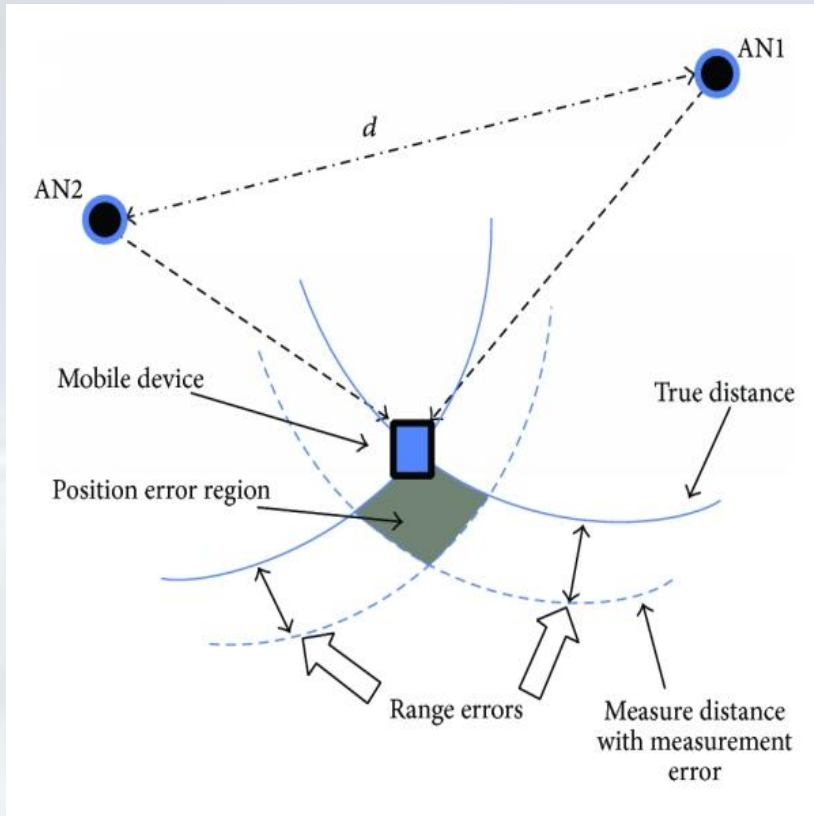 AN1
d
AN2
Mobile device
True distance
Position error region
Range errors
Measure distance
with measurement
error